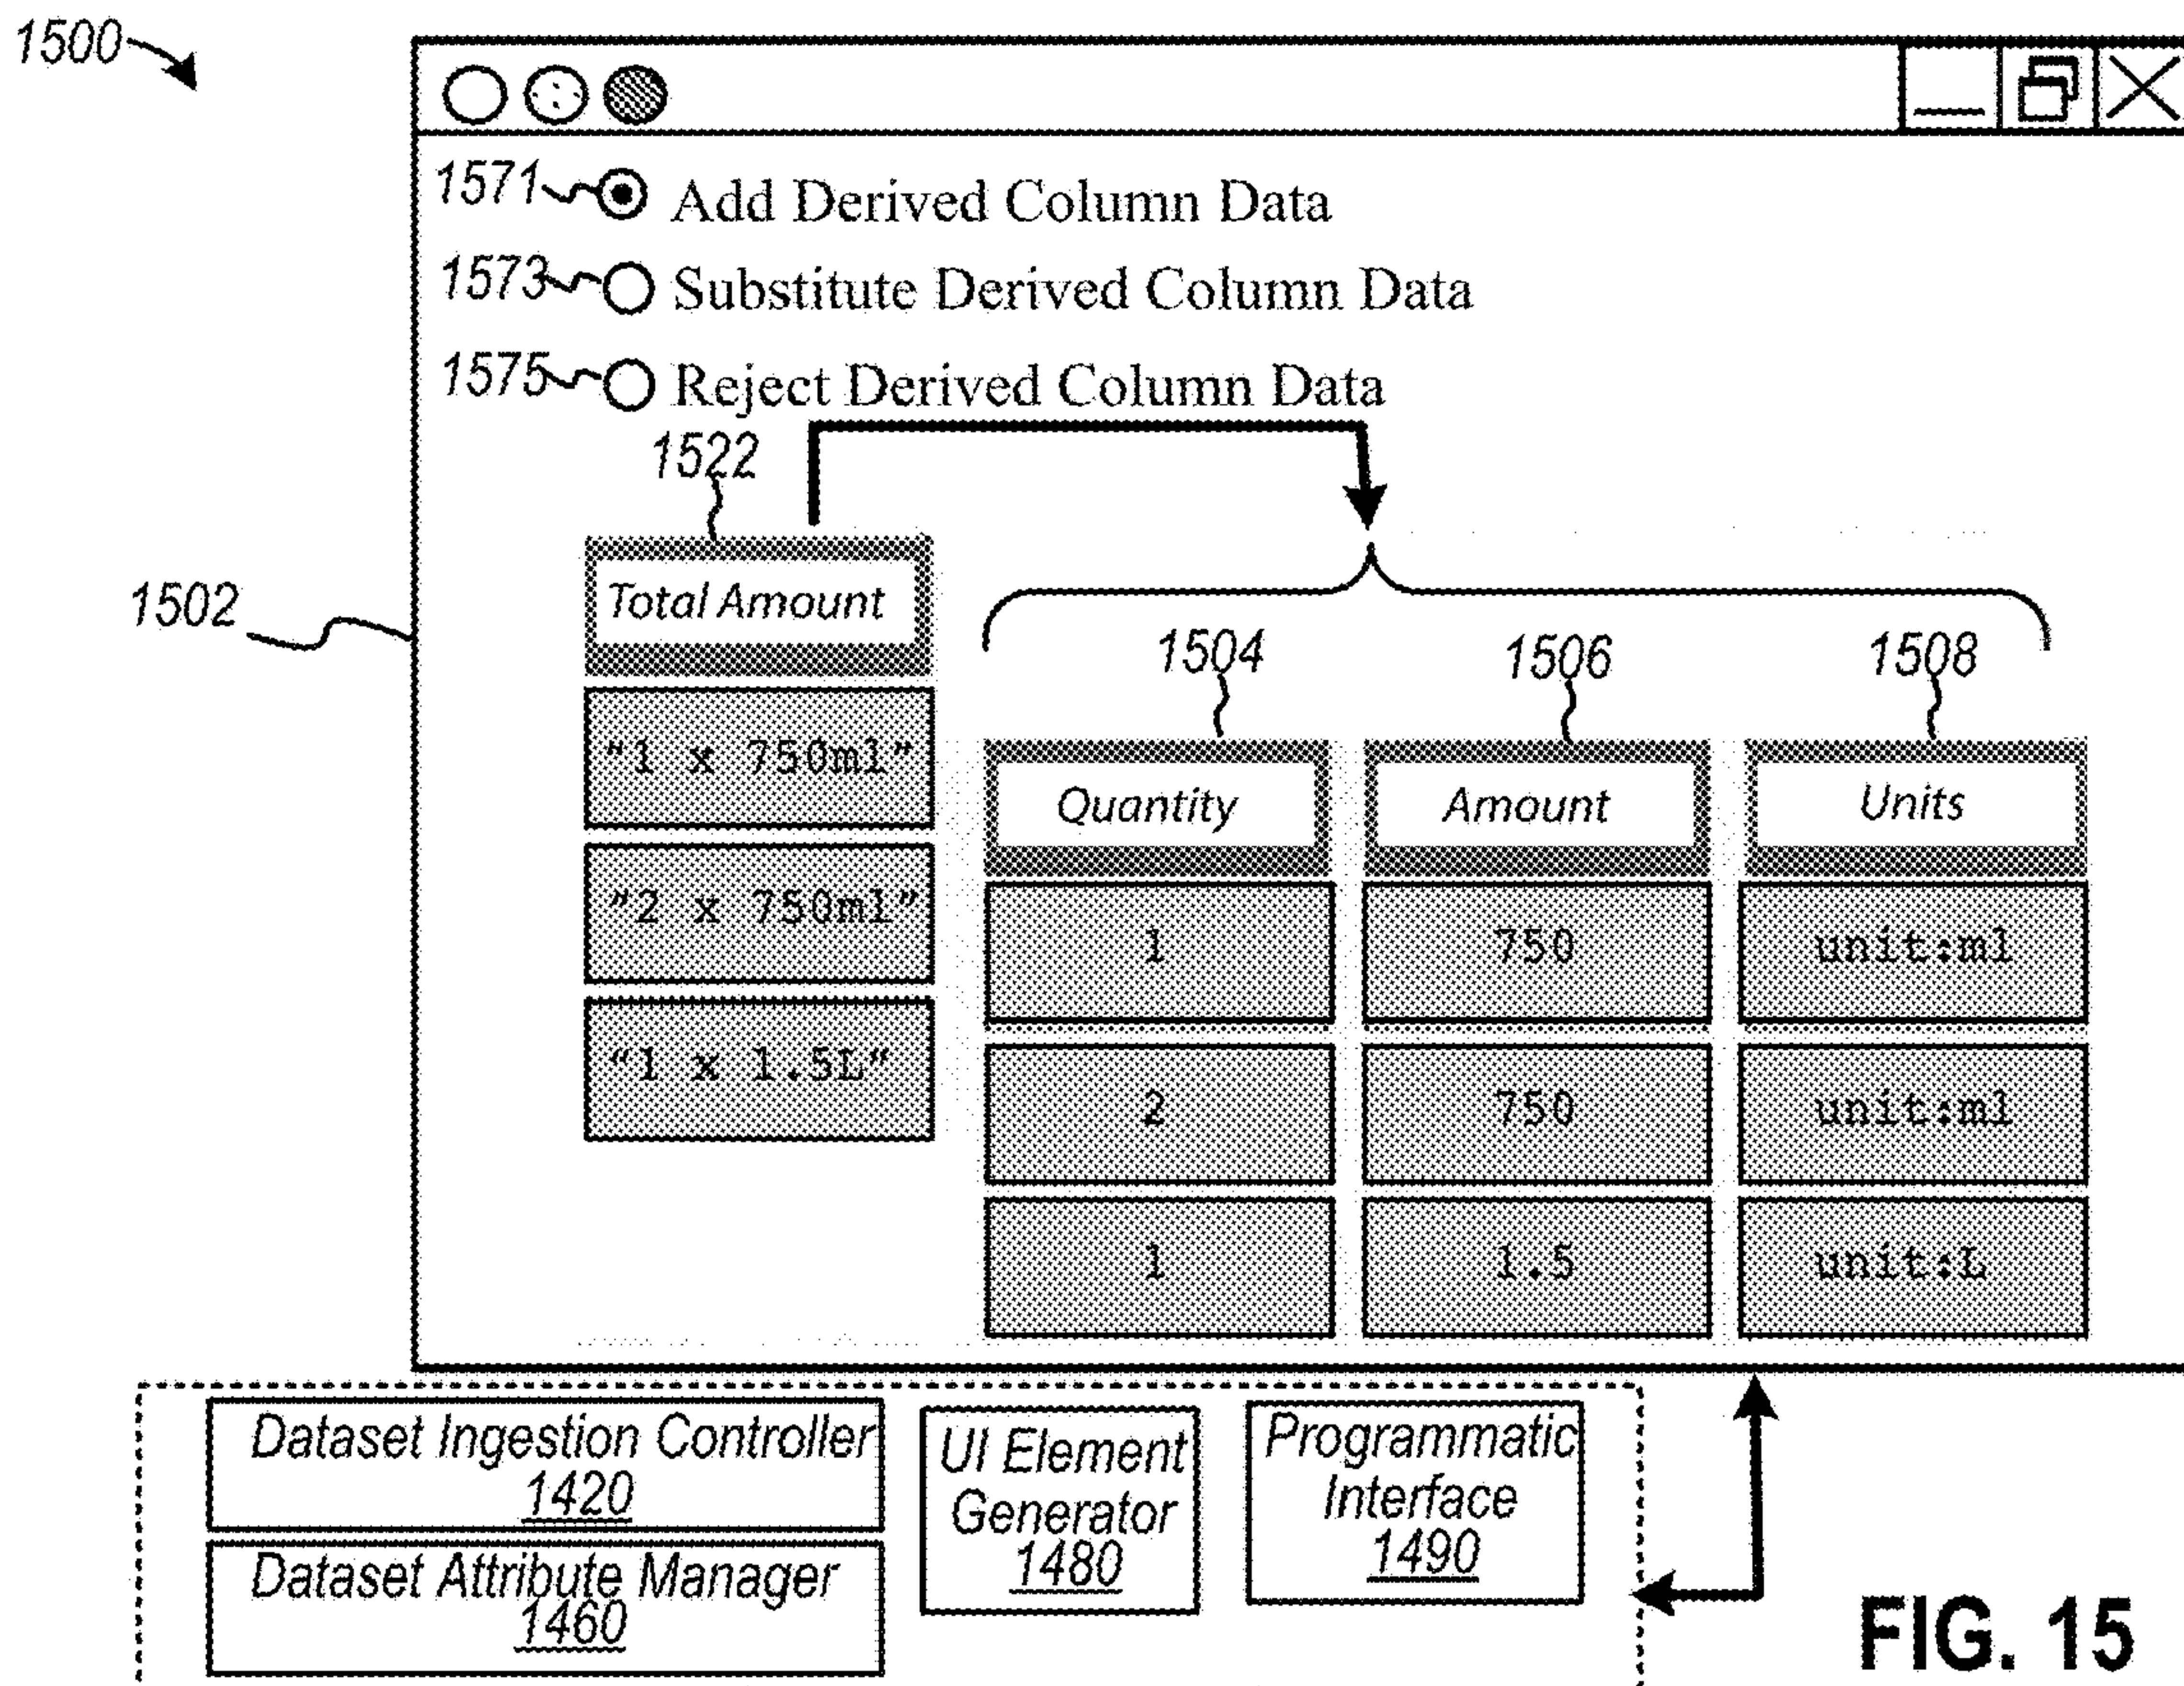 1500
1571 Add Derived Column Data
1573 Substitute Derived Column Data
1575 Reject Derived Column Data
1522
1502
Total Amount
"1 x 750ml"
"2 x 750ml"
"1 x 1.5L"
1504 1506 1508
Quantity Amount Units
1 750 unit:ml
2 750 unit:ml
1 1.5 unit:L
Dataset Ingestion Controller
1420
Dataset Attribute Manager
1460
UI Element
Generator
1480
Programmatic
Interface
1490
FIG. 15